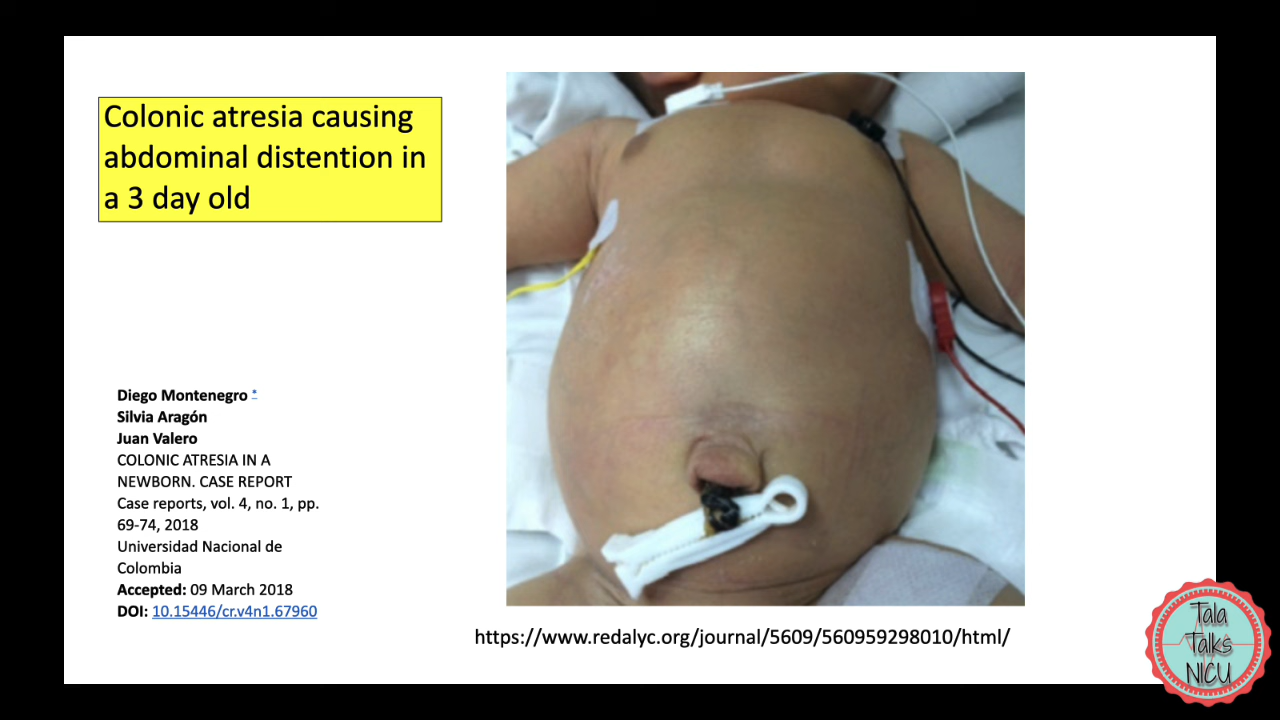 Colonic atresia causing
abdominal distention in
a 3 day old
Diego Montenegro *
Silvia Aragón
Juan Valero
COLONIC ATRESIA IN A
NEWBORN. CASE REPORT
Case reports, vol. 4, no. 1, pp.
69-74, 2018
Universidad Nacional de
Colombia
Accepted: 09 March 2018
DOI: 10.15446/cr.v4n1.67960
https://www.redalyc.org/journal/5609/560959298010/html/
Tala
Talks
NICU